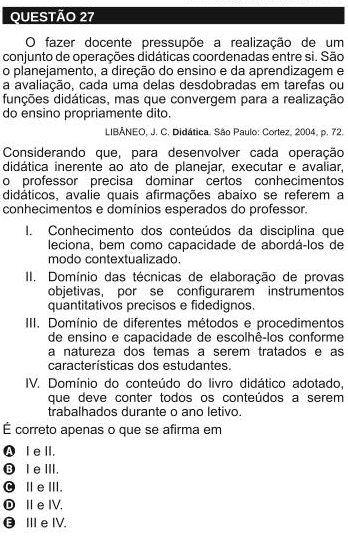 QUESTÃO 27
O fazer docente pressupõe a realização de um
conjunto de operações didáticas coordenadas entre si. São
o planejamento, a direção do ensino e da aprendizagem e
a avaliação, cada uma delas desdobradas em tarefas ou
funções didáticas, mas que convergem para a realização
do ensino propriamente dito.
LIBÂNEO, J. C. Didática. São Paulo: Cortez, 2004, p. 72.
Considerando que, para desenvolver cada operação
didática inerente ao ato de planejar, executar e avaliar,
o professor precisa dominar certos conhecimentos
didáticos, avalie quais afirmações abaixo se referem a
conhecimentos e domínios esperados do professor.
I. Conhecimento dos conteúdos da disciplina que
leciona, bem como capacidade de abordá-los de
modo contextualizado.
II. Domínio das técnicas de elaboração de provas
objetivas, por se configurarem instrumentos
quantitativos precisos e fidedignos.
III. Domínio de diferentes métodos e procedimentos
de ensino e capacidade de escolhê-los conforme
a natureza dos temas a serem tratados e as
características dos estudantes.
IV. Domínio do conteúdo do livro didático adotado,
que deve conter todos os conteúdos a serem
trabalhados durante o ano letivo.
É correto apenas o que se afirma em
A I e II.
B I e III.
C II e III.
D II e IV.
E III e IV.